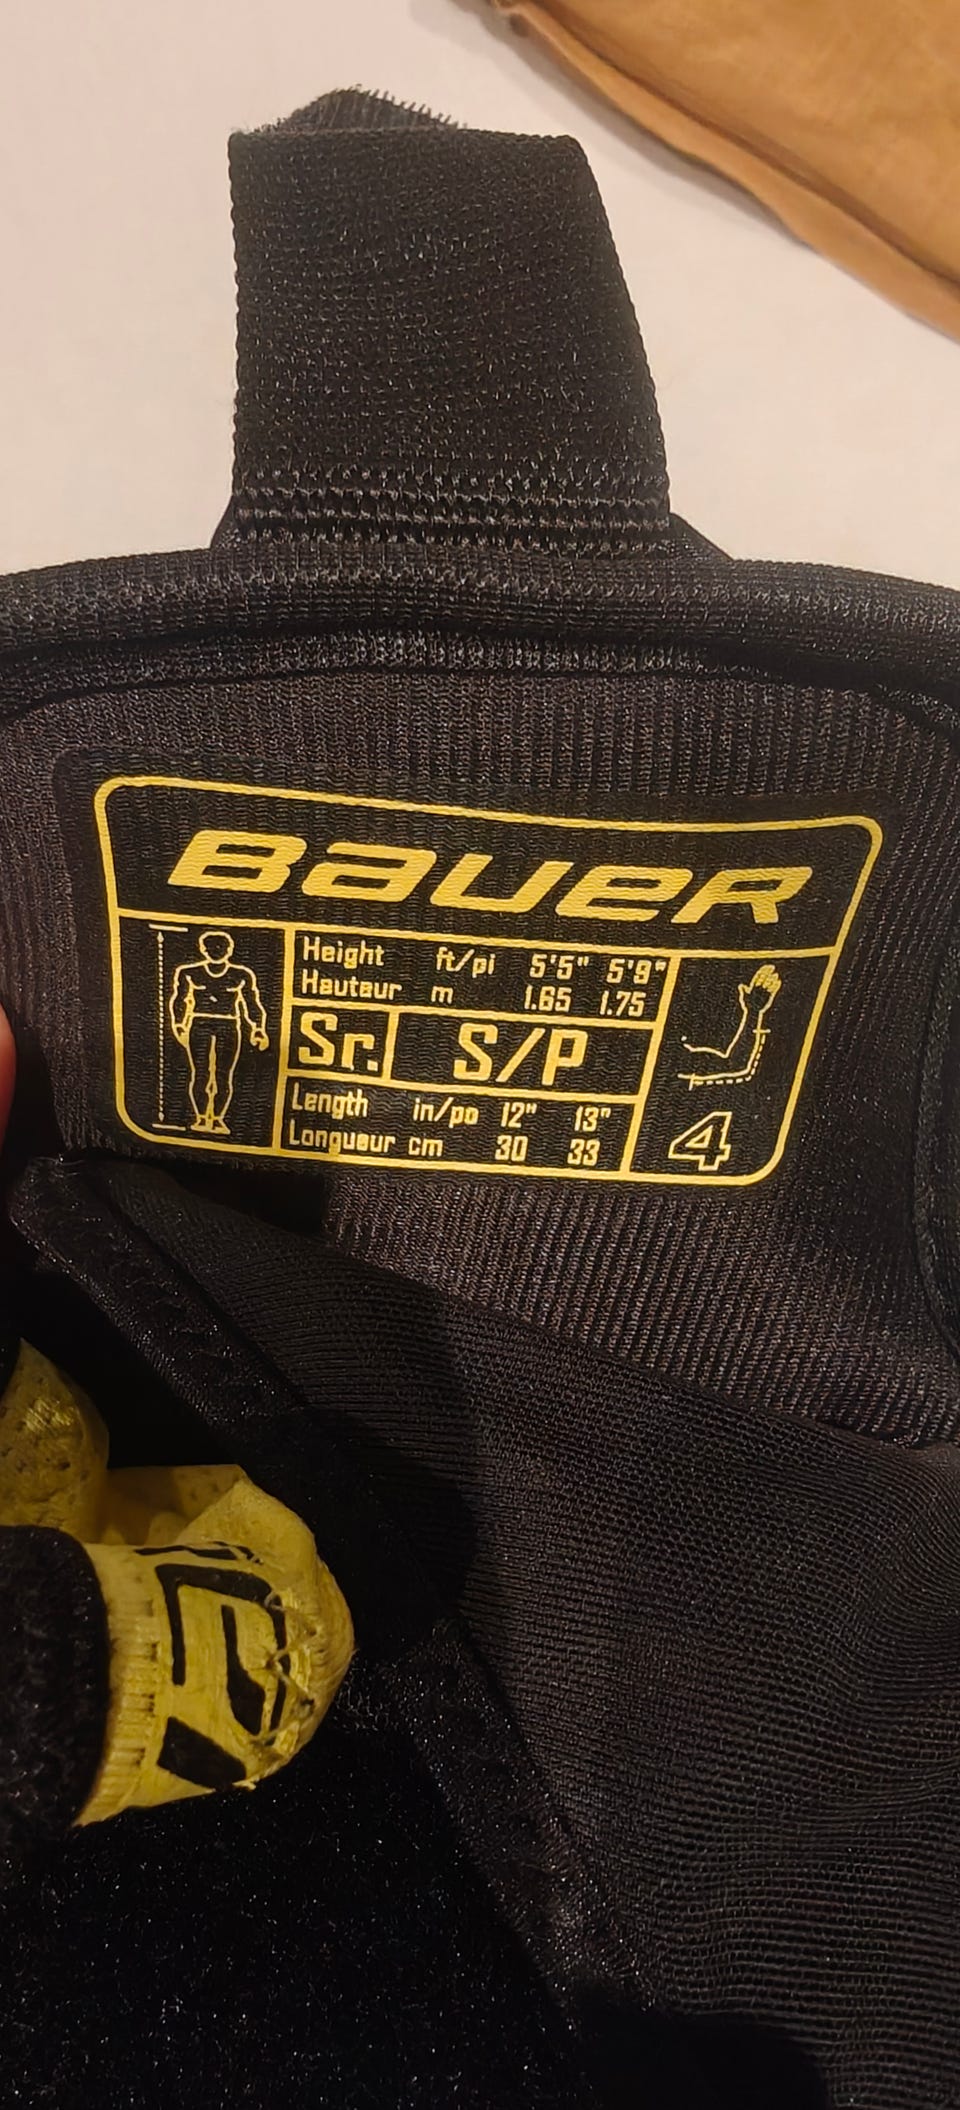 BAUER
Height ft/pi 5'5" 5'9"
Hauteur m 1.65 1.75
Sr. S/P
Length in/po 12" 13"
Longueur cm 30 33
4